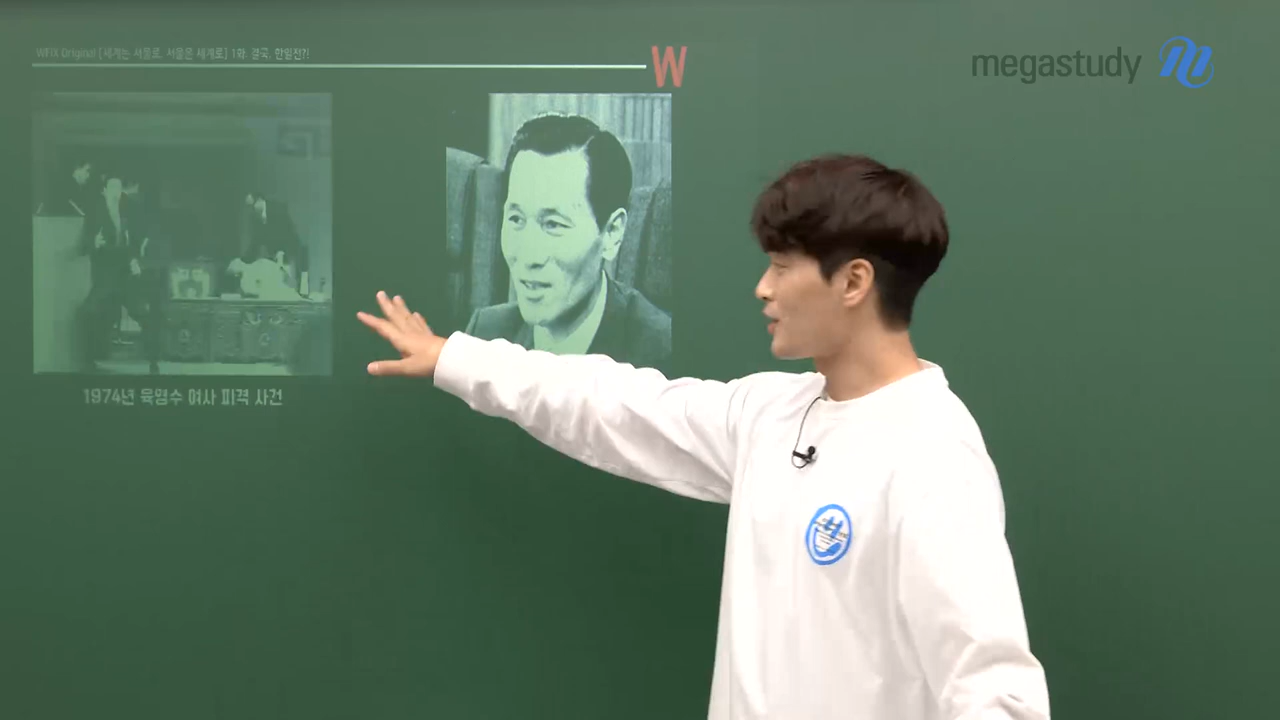 WFIX Original [세계는 서울로, 서울은 세계로] 1화. 결국, 한일전?!
W
megastudy
1974년 육영수 여사 피격 사건